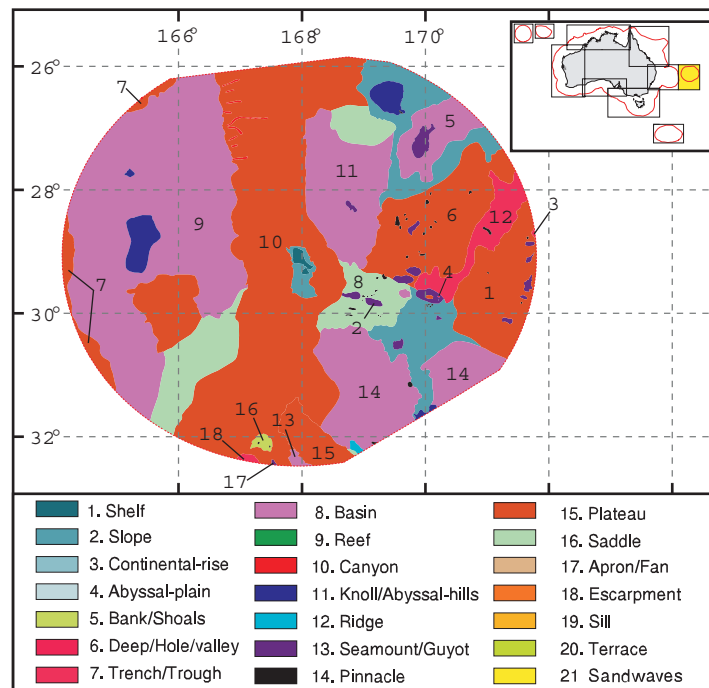 166° 168° 170°
26°
28°
30°
32°
7
5
11
9
6
12
3
10
8
4
7
1
2
14
14
16
13
18
15
17
1. Shelf
2. Slope
3. Continental-rise
4. Abyssal-plain
5. Bank/Shoals
6. Deep/Hole/valley
7. Trench/Trough
8. Basin
9. Reef
10. Canyon
11. Knoll/Abyssal-hills
12. Ridge
13. Seamount/Guyot
14. Pinnacle
15. Plateau
16. Saddle
17. Apron/Fan
18. Escarpment
19. Sill
20. Terrace
21 Sandwaves